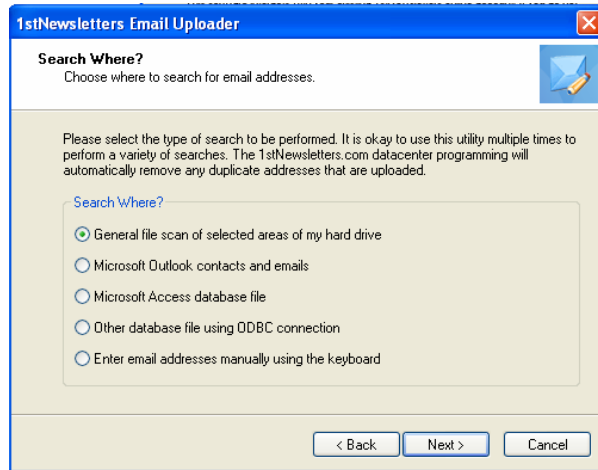 1stNewsletters Email Uploader
Search Where?
Choose where to search for email addresses.
Please select the type of search to be performed. It is okay to use this utility multiple times to
perform a variety of searches. The 1stNewsletters.com datacenter programming will
automatically remove any duplicate addresses that are uploaded.
Search Where?
General file scan of selected areas of my hard drive
Microsoft Outlook contacts and emails
Microsoft Access database file
Other database file using ODBC connection
Enter email addresses manually using the keyboard
< Back Next > Cancel